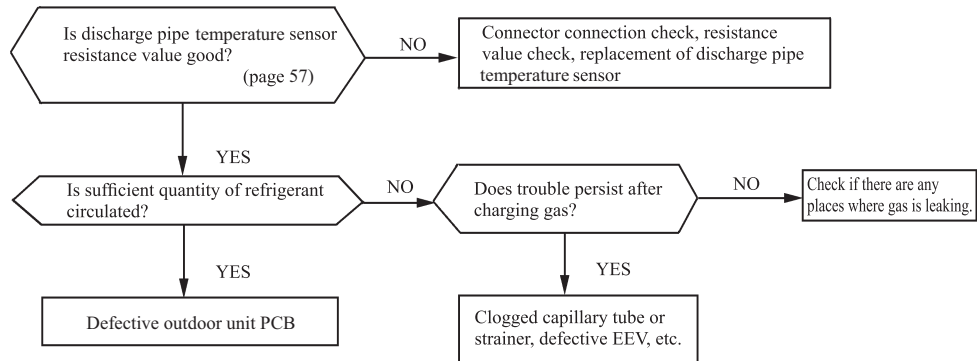 Is discharge pipe temperature sensor
resistance value good?
(page 57)
NO
Connector connection check, resistance
value check, replacement of discharge pipe
temperature sensor
YES
Is sufficient quantity of refrigerant
circulated?
NO
Does trouble persist after
charging gas?
NO
Check if there are any
places where gas is leaking.
YES
Defective outdoor unit PCB
YES
Clogged capillary tube or
strainer, defective EEV, etc.